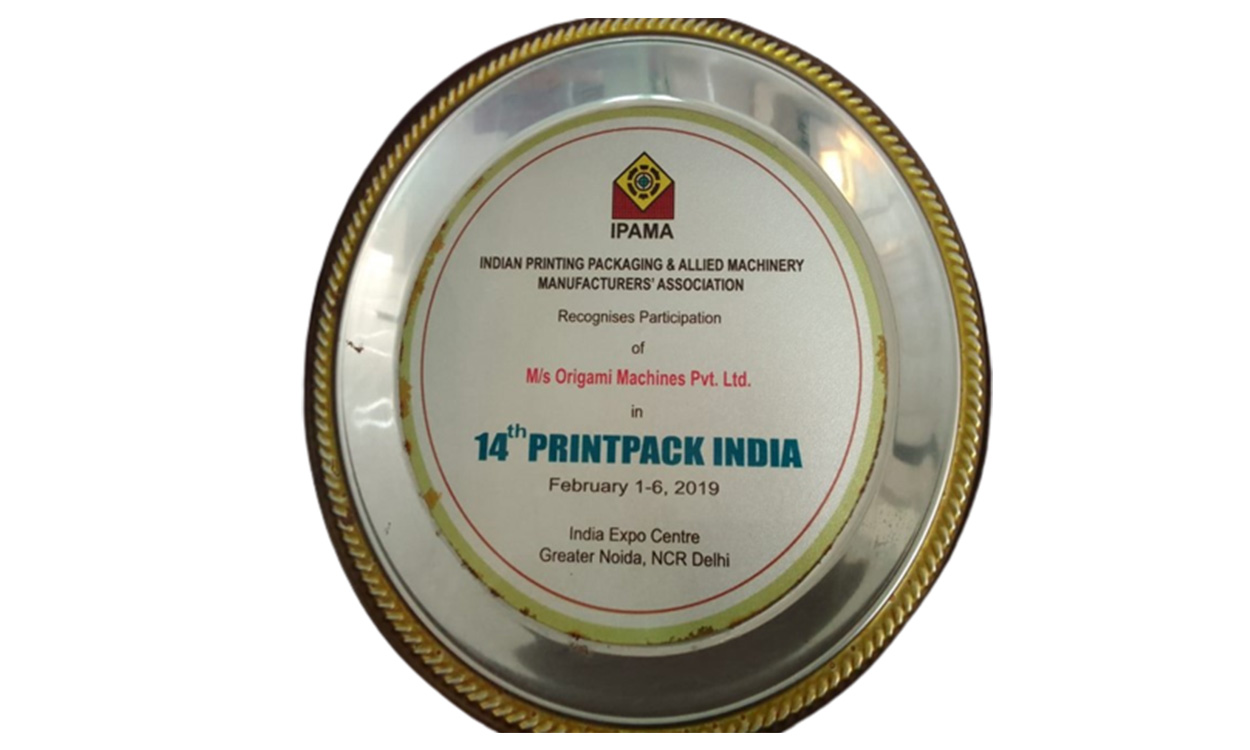 IPAMA
INDIAN PRINTING PACKAGING & ALLIED MACHINERY
MANUFACTURERS' ASSOCIATION
Recognises Participation
of
M/s Origami Machines Pvt. Ltd.
in
14th PRINTPACK INDIA
February 1-6, 2019
India Expo Centre
Greater Noida, NCR Delhi